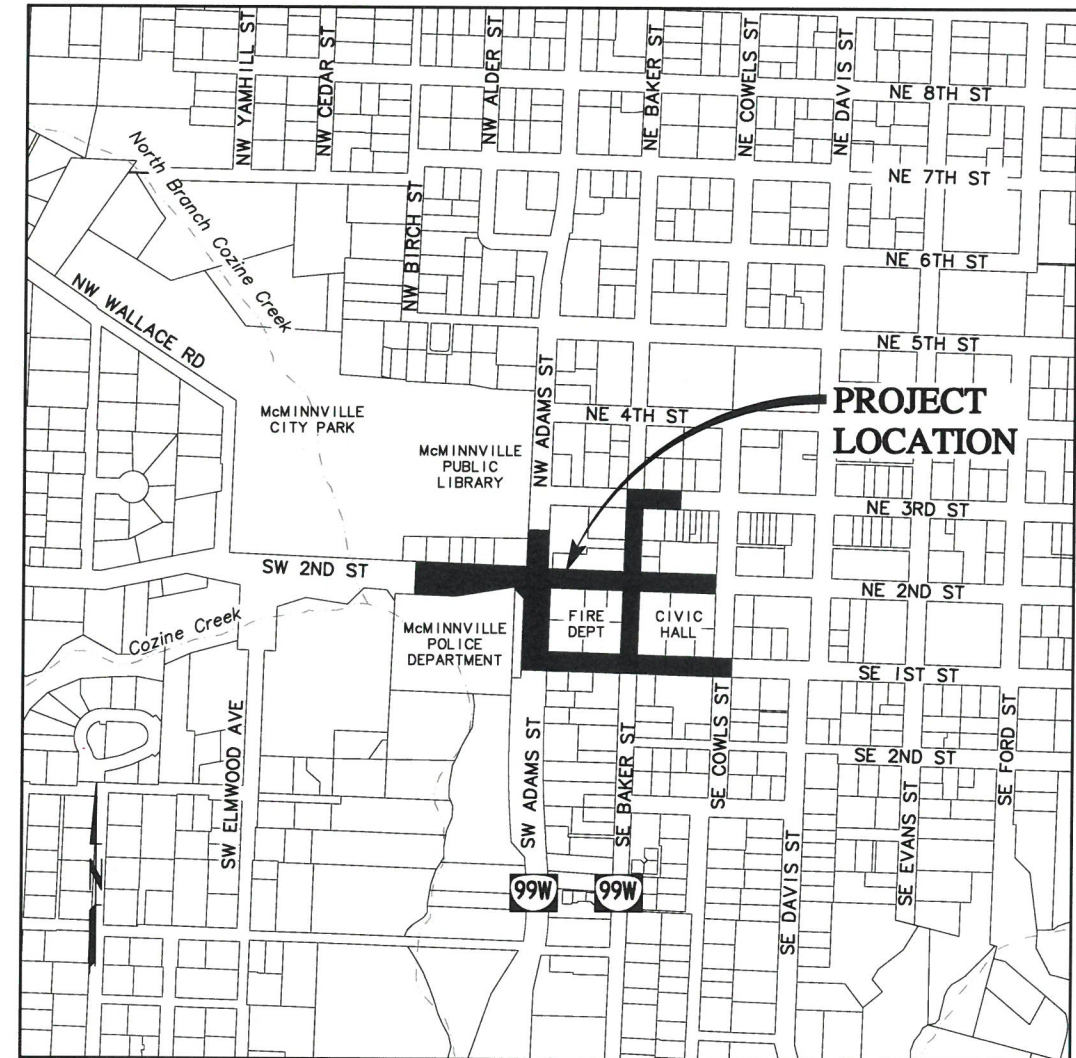 NW YAMHILL ST
NW CEDAR ST
NW ALDER ST
NE BAKER ST
NE COWELS ST
NE DAVIS ST
NE 8TH ST
NE 7TH ST
North Branch Cozine Creek
NW BIRCH ST
NE 6TH ST
NW WALLACE RD
NE 5TH ST
NW ADAMS ST
McMINNVILLE
CITY PARK
NE 4TH ST
PROJECT
LOCATION
McMINNVILLE
PUBLIC
LIBRARY
NE 3RD ST
SW 2ND ST
NE 2ND ST
Cozine Creek
McMINNVILLE
POLICE
DEPARTMENT
FIRE
DEPT
CIVIC
HALL
SE 1ST ST
SW ELMWOOD AVE
SW ADAMS ST
SE BAKER ST
SE COWLS ST
SE 2ND ST
SE DAVIS ST
SE EVANS ST
SE FORD ST
N
99W
99W